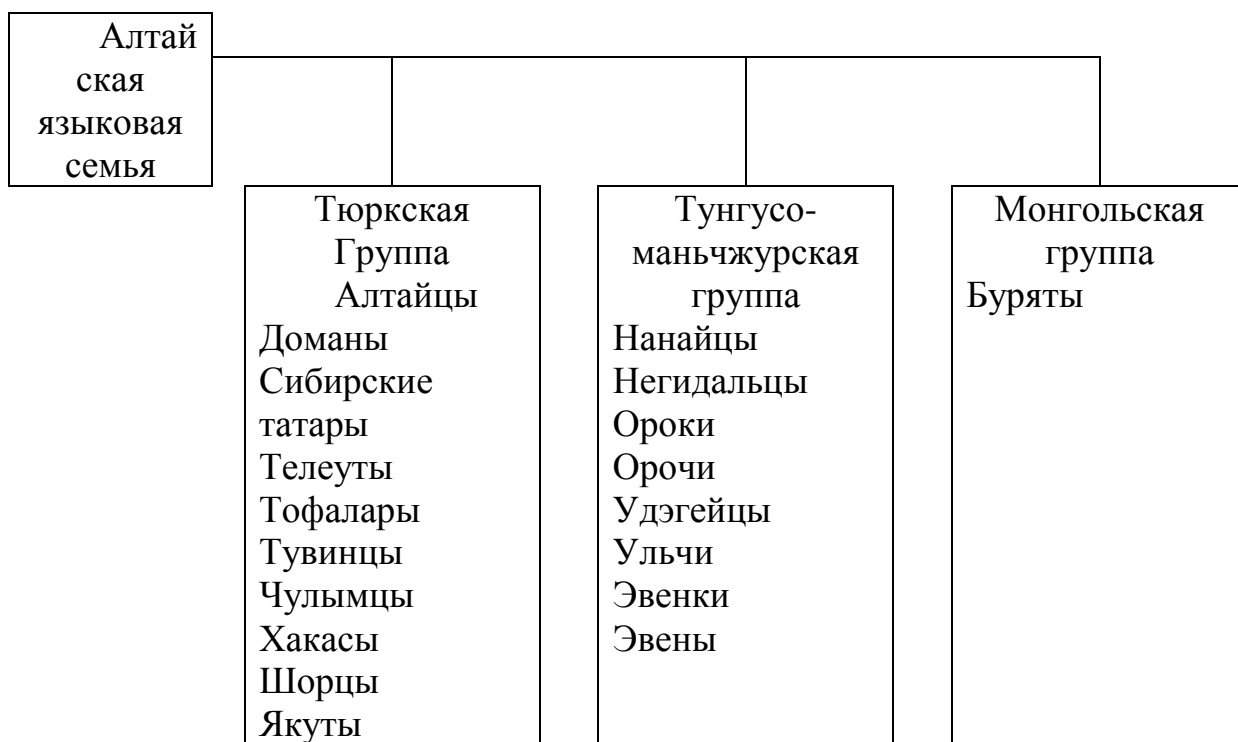 Алтай
ская
языковая
семья
Тюркская
Группа
Алтайцы
Доманы
Сибирские
татары
Телеуты
Тофалары
Тувинцы
Чулымцы
Хакасы
Шорцы
Якуты
Тунгусо-
маньчжурская
группа
Нанайцы
Негидальцы
Ороки
Орочи
Удэгейцы
Ульчи
Эвенки
Эвены
Монгольская
группа
Буряты